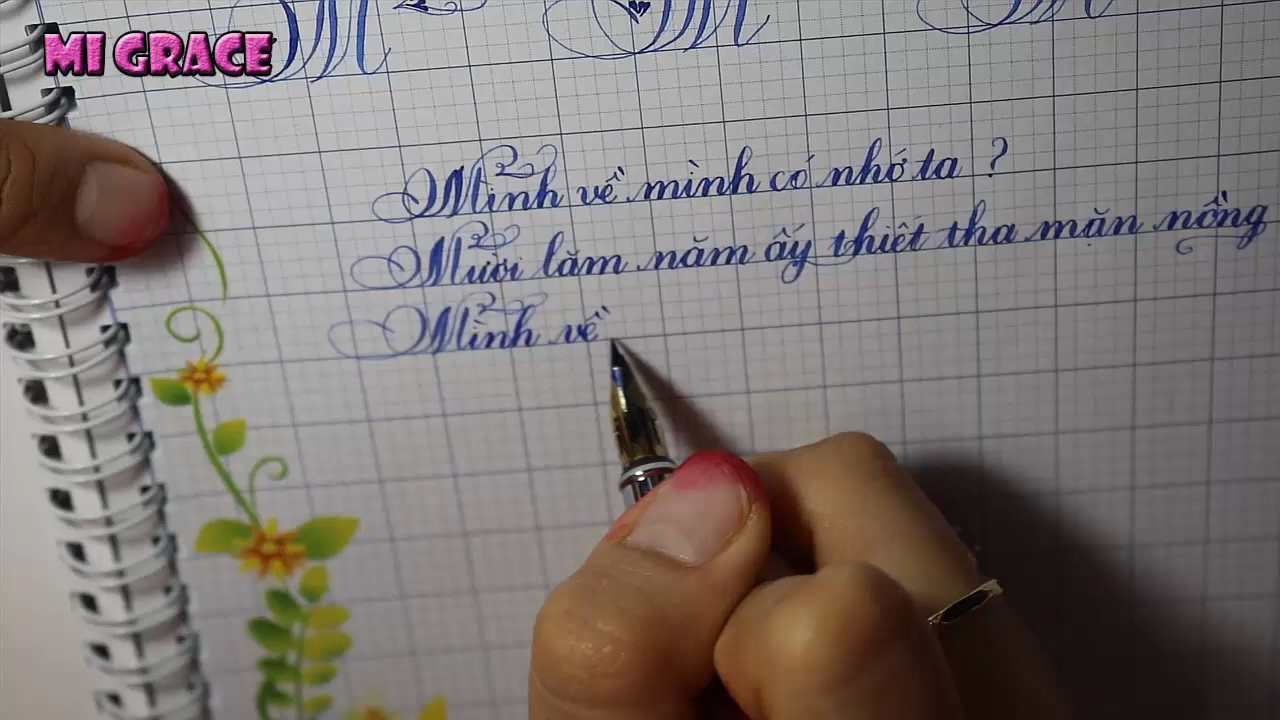 MI GRACE
M M M
Mình về mình có nhớ ta ?
Mười lăm năm ấy thiết tha mặn nồng
Mình về